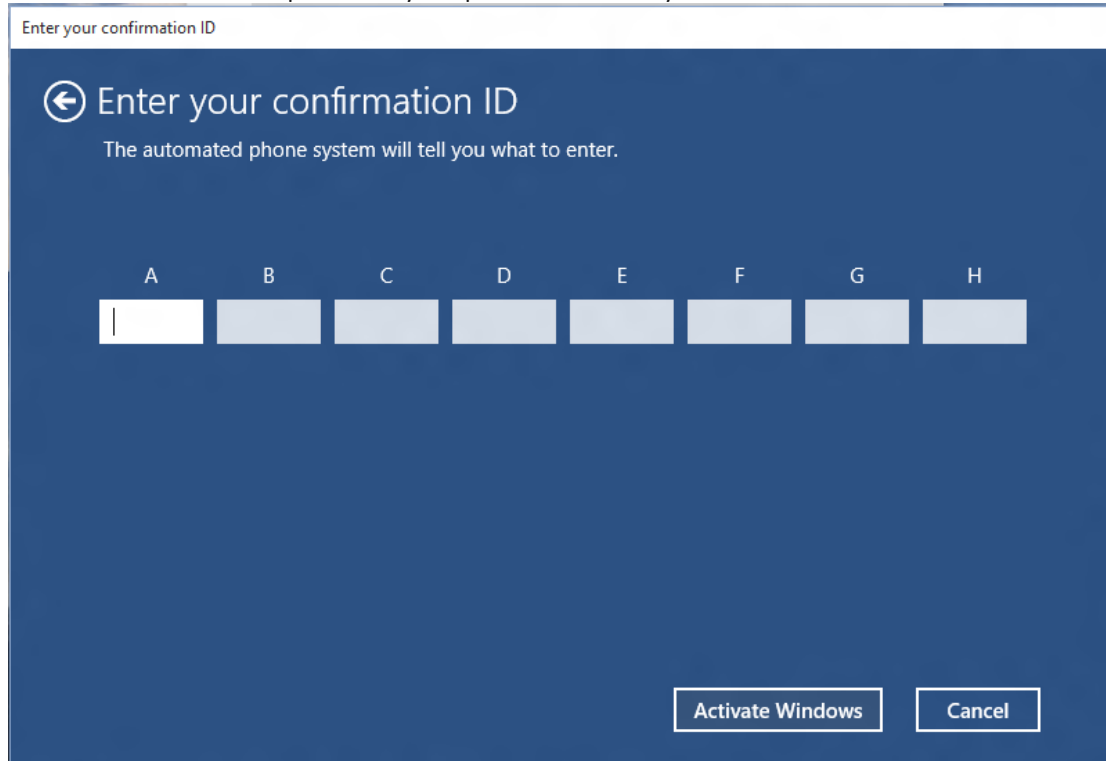 Enter your confirmation ID
Enter your confirmation ID
The automated phone system will tell you what to enter.
A B C D E F G H
Activate Windows Cancel